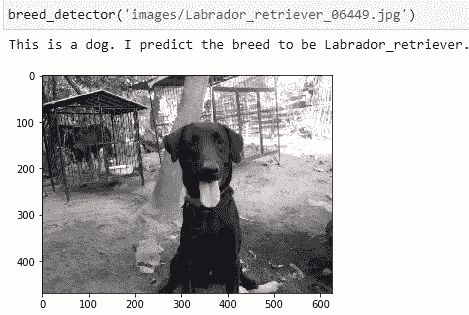 breed_detector('images/Labrador_retriever_06449.jpg')
This is a dog. I predict the breed to be Labrador_retriever.
0
100
200
300
400
0 100 200 300 400 500 600